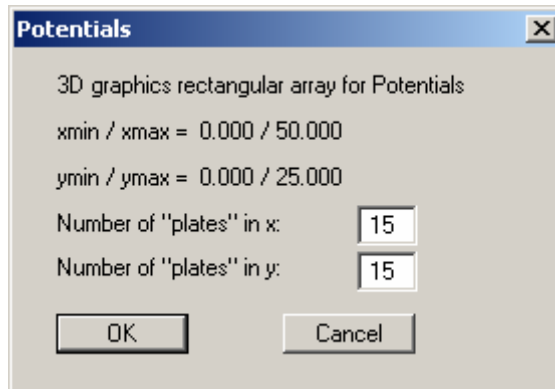 Potentials
3D graphics rectangular array for Potentials
xmin / xmax = 0.000 / 50.000
ymin / ymax = 0.000 / 25.000
Number of "plates" in x: 15
Number of "plates" in y: 15
OK Cancel